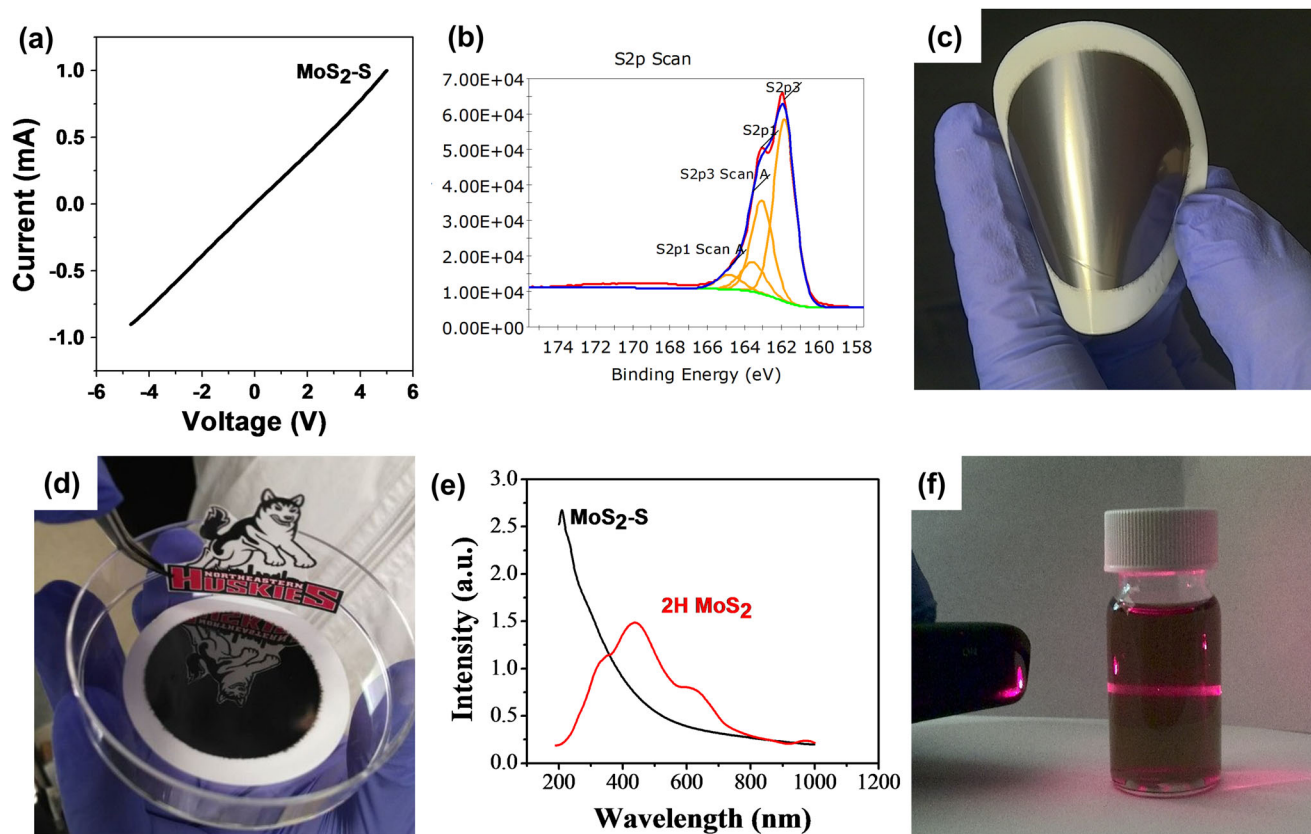 (a)
MoS2-S
Current (mA)
1.0
0.5
0.0
-0.5
-1.0
-6 -4 -2 0 2 4 6
Voltage (V)
(b)
S2p Scan
7.00E+04
6.00E+04
5.00E+04
4.00E+04
3.00E+04
2.00E+04
1.00E+04
0.00E+00
S2p3
S2p1
S2p3 Scan A
S2p1 Scan A
174 172 170 168 166 164 162 160 158
Binding Energy (eV)
(c)
(d)
NORTHEASTERN
HUSKIES
(e)
Intensity (a.u.)
3.0
2.5
2.0
1.5
1.0
0.5
0.0
MoS2-S
2H MoS2
200 400 600 800 1000 1200
Wavelength (nm)
(f)